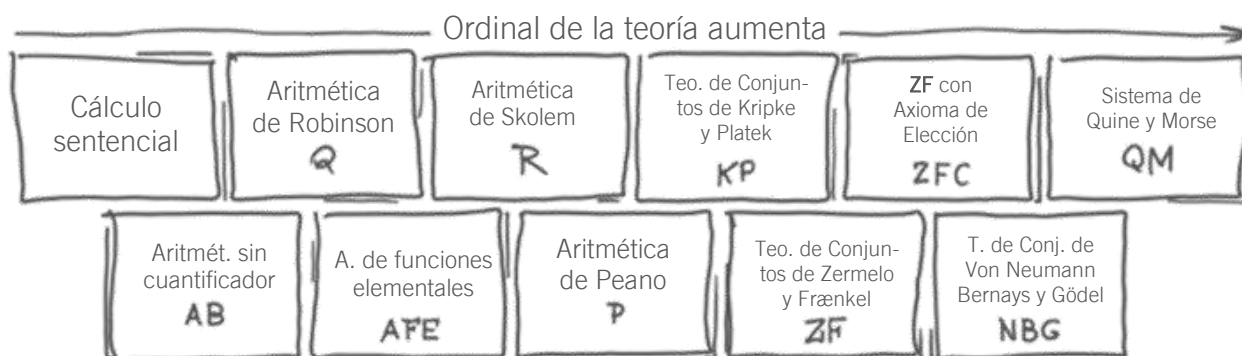 Ordinal de la teoría aumenta
Cálculo
sentencial
Aritmética
de Robinson
Q
Aritmética
de Skolem
R
Teo. de Conjun-
tos de Kripke
y Platek
KP
ZF con
Axioma de
Elección
ZFC
Sistema de
Quine y Morse
QM
Aritmét. sin
cuantificador
AB
A. de funciones
elementales
AFE
Aritmética
de Peano
P
Teo. de Conjun-
tos de Zermelo
y Frænkel
ZF
T. de Conj. de
Von Neumann
Bernays y Gödel
NBG